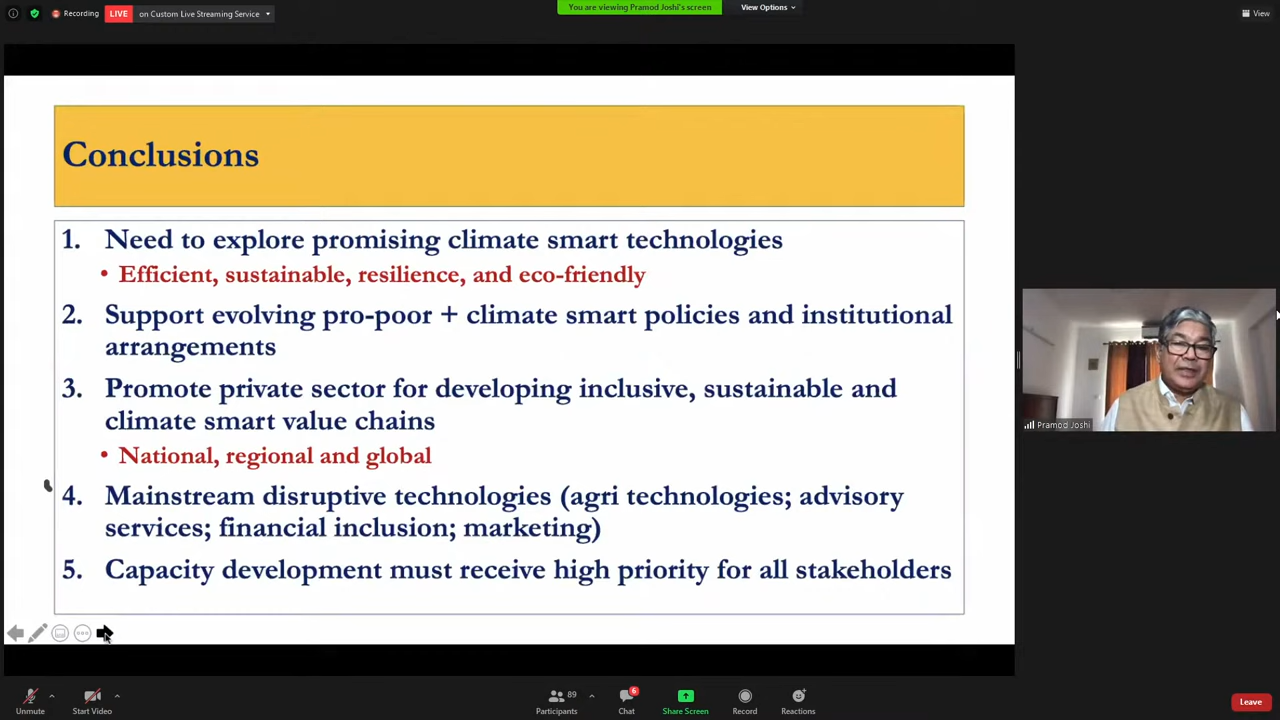 Recording
LIVE
on Custom Live Streaming Service
You are viewing Pramod Joshi's screen
View Options
View
Conclusions
1. Need to explore promising climate smart technologies
• Efficient, sustainable, resilience, and eco-friendly
2. Support evolving pro-poor + climate smart policies and institutional
arrangements
3. Promote private sector for developing inclusive, sustainable and
climate smart value chains
• National, regional and global
4. Mainstream disruptive technologies (agri technologies; advisory
services; financial inclusion; marketing)
5. Capacity development must receive high priority for all stakeholders
Pramod Joshi
Unmute
Start Video
89
Participants
6
Chat
Share Screen
Record
Reactions
Leave